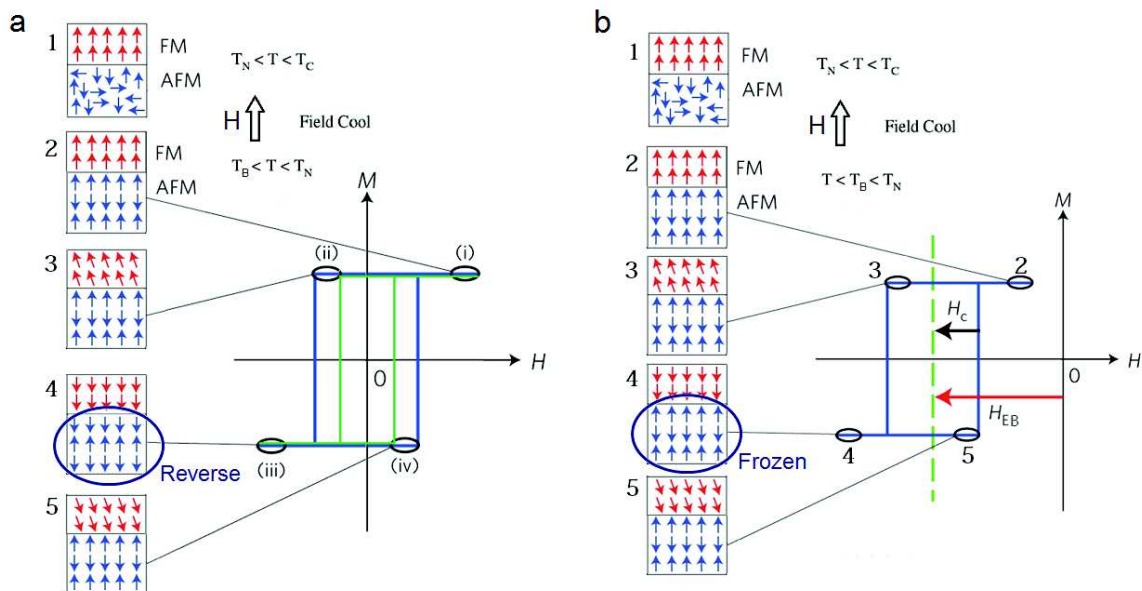 a
1
FM
AFM
T_N < T < T_C
H
Field Cool
2
FM
AFM
T_B < T < T_N
M
(ii)
(i)
3
0
H
4
Reverse
(iii)
(iv)
5
b
1
FM
AFM
T_N < T < T_C
H
Field Cool
2
FM
AFM
T < T_B < T_N
M
3
3
2
H_c
0
H
4
H_EB
Frozen
4
5
5